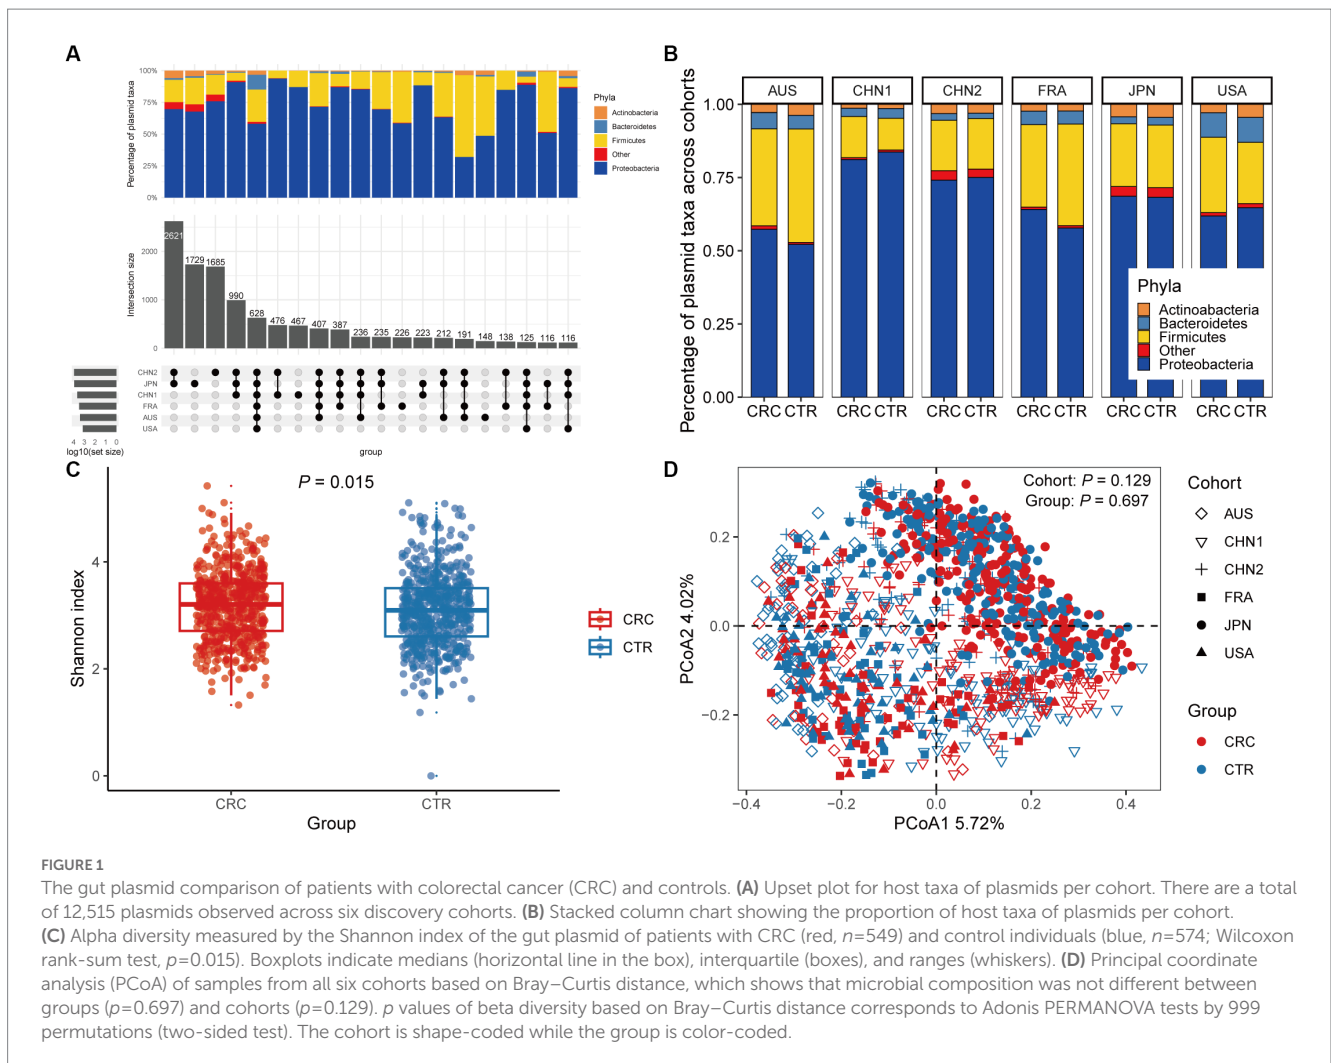 A
Percentage of plasmid taxa
100%
75%
50%
25%
0%
Phyla
Actinobacteria
Bacteroidetes
Firmicutes
Other
Proteobacteria
Intersection size
2000
1000
0
2621
1729
1685
990
628
476
467
407
387
236
235
226
223
212
191
148
138
125
116
116
CHN2
JPN
CHN1
FRA
AUS
USA
4 3 2 1 0
log10(set size)
group
B
Percentage of plasmid taxa across cohorts
AUS CHN1 CHN2 FRA JPN USA
1.00
0.75
0.50
0.25
0.00
Phyla
Actinoabacteria
Bacteroidetes
Firmicutes
Other
Proteobacteria
CRC CTR CRC CTR CRC CTR CRC CTR CRC CTR CRC CTR
C
P = 0.015
Shannon index
4
2
0
CRC CTR
Group
CRC
CTR
D
Cohort: P = 0.129
Group: P = 0.697
PCoA2 4.02%
0.2
0.0
−0.2
−0.4 −0.2 0.0 0.2 0.4
PCoA1 5.72%
Cohort
AUS
CHN1
CHN2
FRA
JPN
USA
Group
CRC
CTR
FIGURE 1
The gut plasmid comparison of patients with colorectal cancer (CRC) and controls. (A) Upset plot for host taxa of plasmids per cohort. There are a total
of 12,515 plasmids observed across six discovery cohorts. (B) Stacked column chart showing the proportion of host taxa of plasmids per cohort.
(C) Alpha diversity measured by the Shannon index of the gut plasmid of patients with CRC (red, n=549) and control individuals (blue, n=574; Wilcoxon
rank-sum test, p=0.015). Boxplots indicate medians (horizontal line in the box), interquartile (boxes), and ranges (whiskers). (D) Principal coordinate
analysis (PCoA) of samples from all six cohorts based on Bray–Curtis distance, which shows that microbial composition was not different between
groups (p=0.697) and cohorts (p=0.129). p values of beta diversity based on Bray–Curtis distance corresponds to Adonis PERMANOVA tests by 999
permutations (two-sided test). The cohort is shape-coded while the group is color-coded.